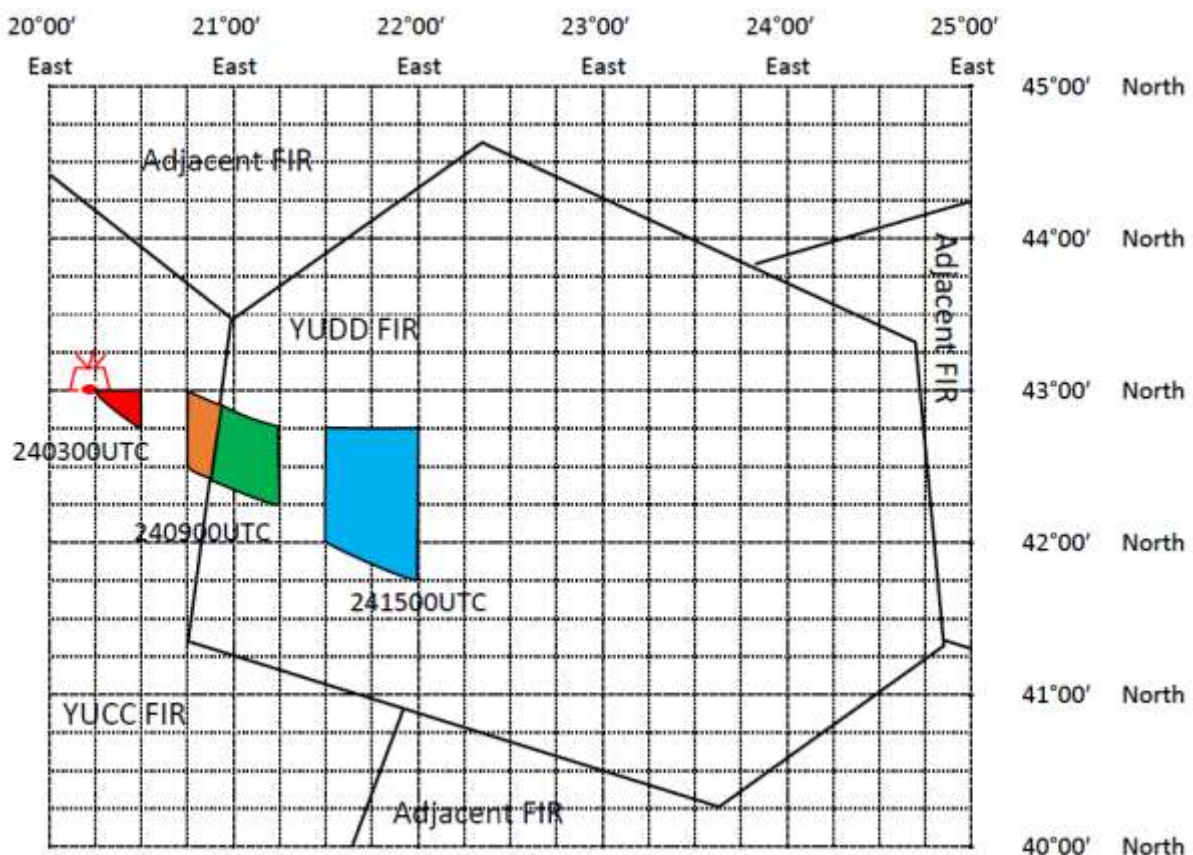 20°00’ 21°00’ 22°00’ 23°00’ 24°00’ 25°00’
East East East East East East
45°00’ North
Adjacent FIR
44°00’ North
Adjacent FIR
YUDD FIR
43°00’ North
240300UTC
240900UTC
42°00’ North
241500UTC
41°00’ North
YUCC FIR
Adjacent FIR
40°00’ North